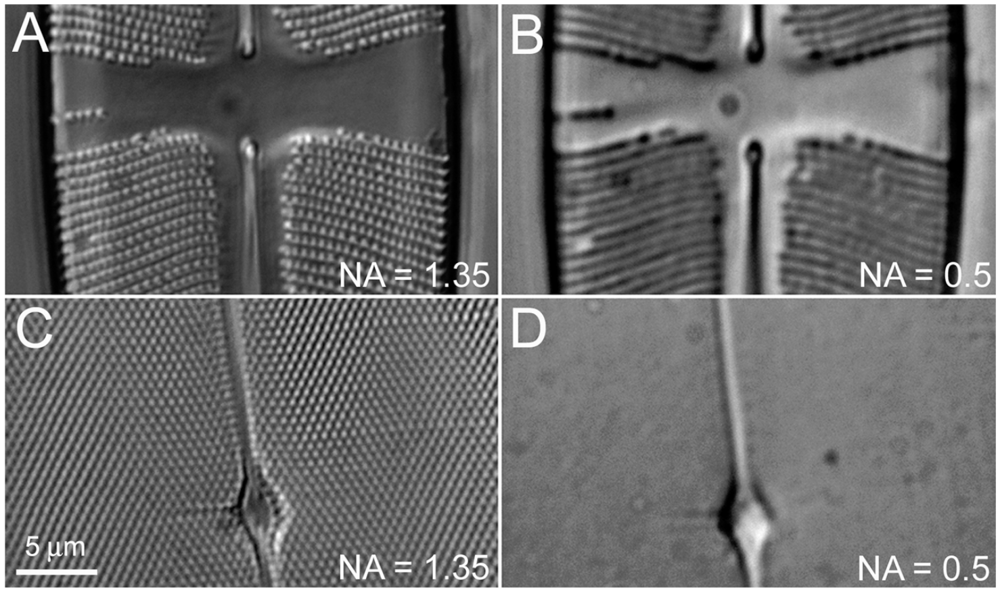 A
B
NA = 1.35
NA = 0.5
C
D
5 μm
NA = 1.35
NA = 0.5